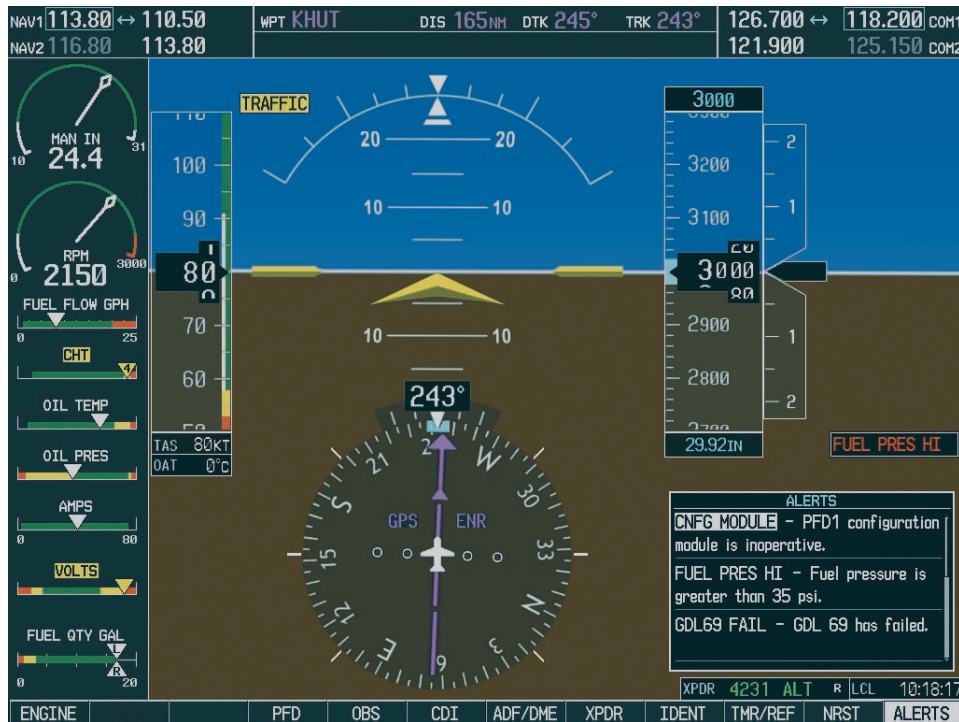 NAV1 113.80 ↔ 110.50
NAV2 116.80 113.80
WPT KHUT DIS 165NM DTK 245° TRK 243°
126.700 ↔ 118.200 COM1
121.900 125.150 COM2
MAN IN
24.4
10 31
RPM
2150
0 3000
FUEL FLOW GPH
0 25
CHT
4
OIL TEMP
OIL PRES
AMPS
0 80
VOLTS
FUEL QTY GAL
L
R
0 20
TRAFFIC
110
100
90
80
70
60
TAS 80KT
OAT 0°C
20 20
10 10
10 10
3000
3200
3100
20
3000
80
2900
2800
2700
29.92IN
2
1
1
2
243°
GPS ENR
W
30
33
N
3
6
E
12
15
S
21
2
FUEL PRES HI
ALERTS
CNFG MODULE - PFD1 configuration
module is inoperative.
FUEL PRES HI - Fuel pressure is
greater than 35 psi.
GDL69 FAIL - GDL 69 has failed.
XPDR 4231 ALT R LCL 10:18:17
ENGINE PFD OBS CDI ADF/DME XPDR IDENT TMR/REF NRST ALERTS